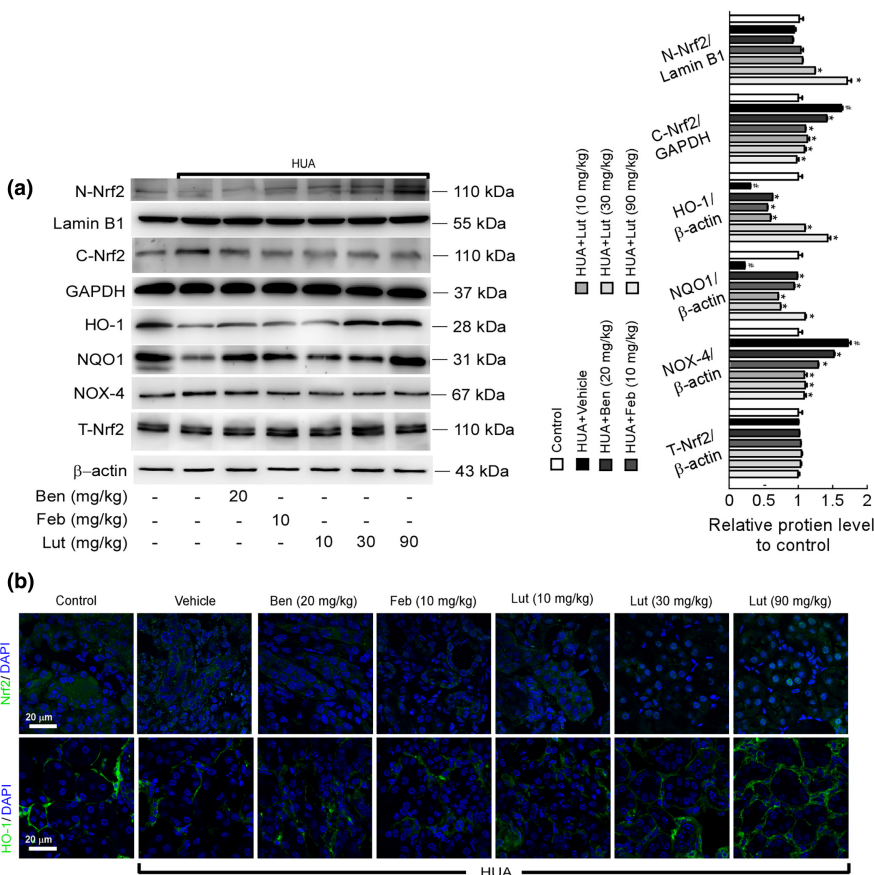 (a)
HUA
N-Nrf2 110 kDa
Lamin B1 55 kDa
C-Nrf2 110 kDa
GAPDH 37 kDa
HO-1 28 kDa
NQO1 31 kDa
NOX-4 67 kDa
T-Nrf2 110 kDa
β-actin 43 kDa
Ben (mg/kg) - - 20 - - - -
Feb (mg/kg) - - - 10 - - -
Lut (mg/kg) - - - - 10 30 90
Control
HUA+Vehicle
HUA+Ben (20 mg/kg)
HUA+Feb (10 mg/kg)
HUA+Lut (10 mg/kg)
HUA+Lut (30 mg/kg)
HUA+Lut (90 mg/kg)
N-Nrf2/
Lamin B1
*
*
C-Nrf2/
GAPDH
#
*
*
*
*
*
HO-1/
β-actin
#
*
*
*
*
*
NQO1/
β-actin
#
*
*
*
*
*
NOX-4/
β-actin
#
*
*
*
*
*
T-Nrf2/
β-actin
0 0.5 1 1.5 2
Relative protien level
to control
(b)
Control Vehicle Ben (20 mg/kg) Feb (10 mg/kg) Lut (10 mg/kg) Lut (30 mg/kg) Lut (90 mg/kg)
Nrf2/ DAPI
20 µm
HO-1/ DAPI
20 µm
HUA